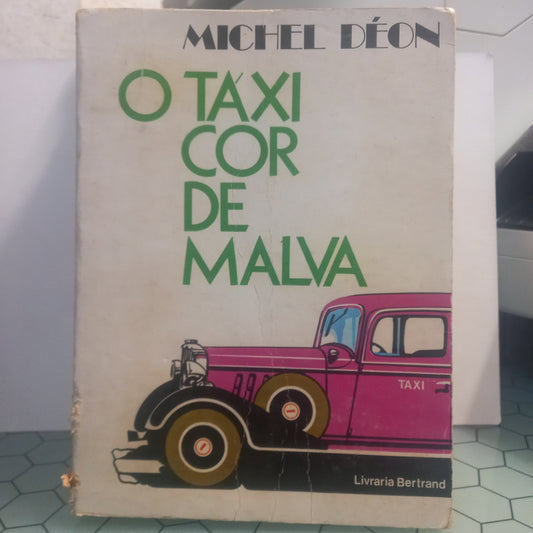 MICHEL DÉON
O TÁXI
COR
DE
MALVA
TAXI
Livraria Bertrand